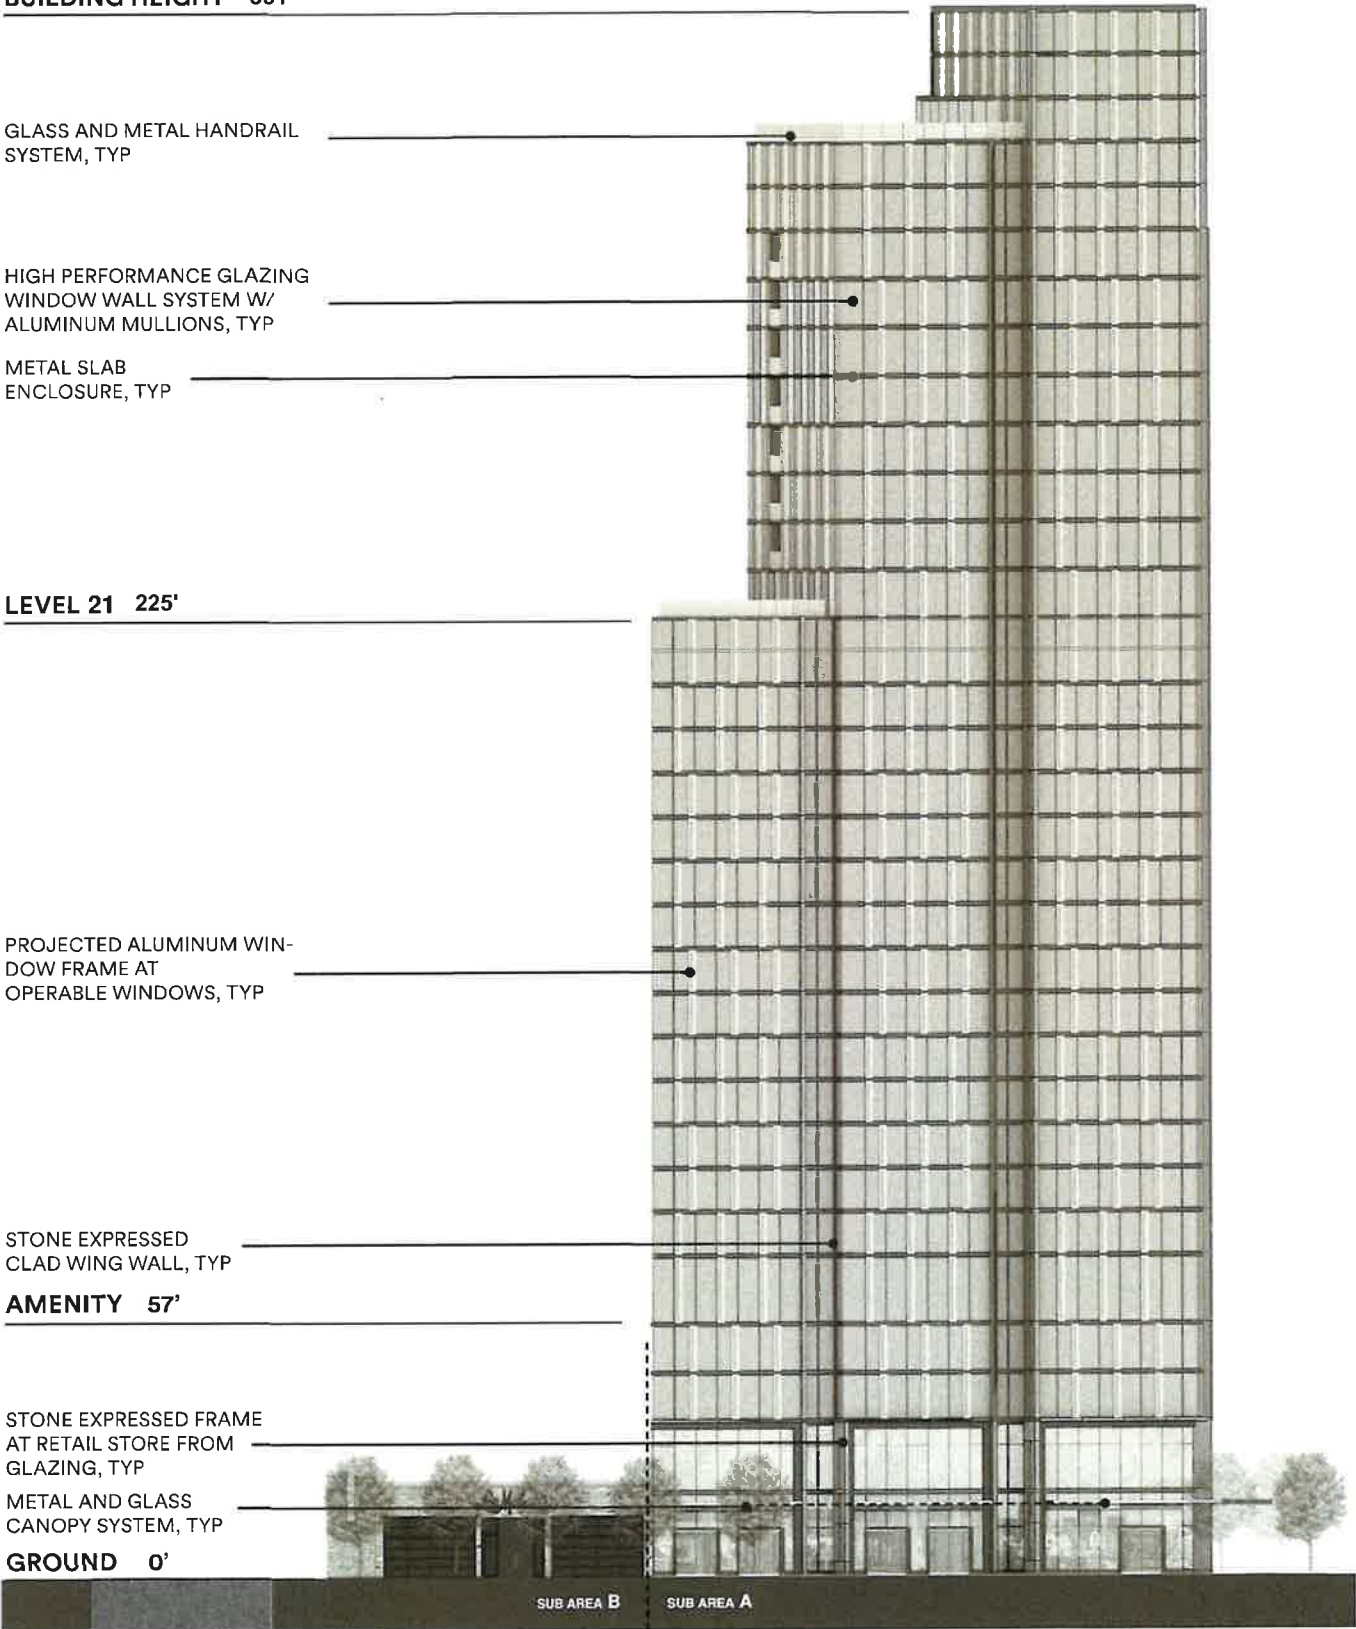 BUILDING HEIGHT
GLASS AND METAL HANDRAIL
SYSTEM, TYP
HIGH PERFORMANCE GLAZING
WINDOW WALL SYSTEM W/
ALUMINUM MULLIONS, TYP
METAL SLAB
ENCLOSURE, TYP
LEVEL 21 225'
PROJECTED ALUMINUM WIN-
DOW FRAME AT
OPERABLE WINDOWS, TYP
STONE EXPRESSED
CLAD WING WALL, TYP
AMENITY 57'
STONE EXPRESSED FRAME
AT RETAIL STORE FROM
GLAZING, TYP
METAL AND GLASS
CANOPY SYSTEM, TYP
GROUND 0'
SUB AREA B SUB AREA A